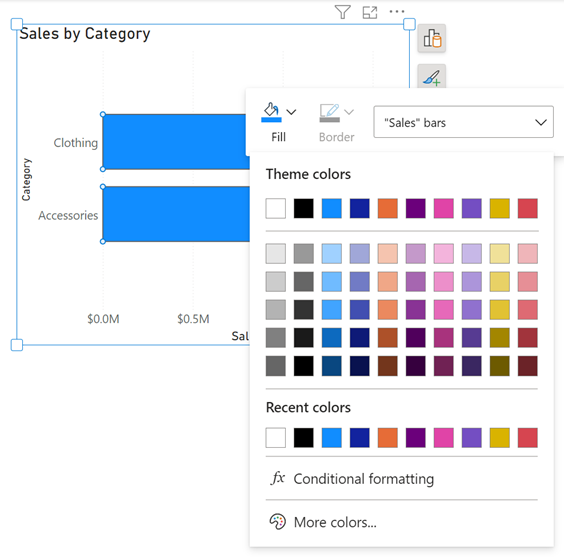 Sales by Category
Fill
Border
"Sales" bars
Theme colors
Clothing
Category
Accessories
$0.0M
$0.5M
Sal
Recent colors
fx Conditional formatting
More colors...